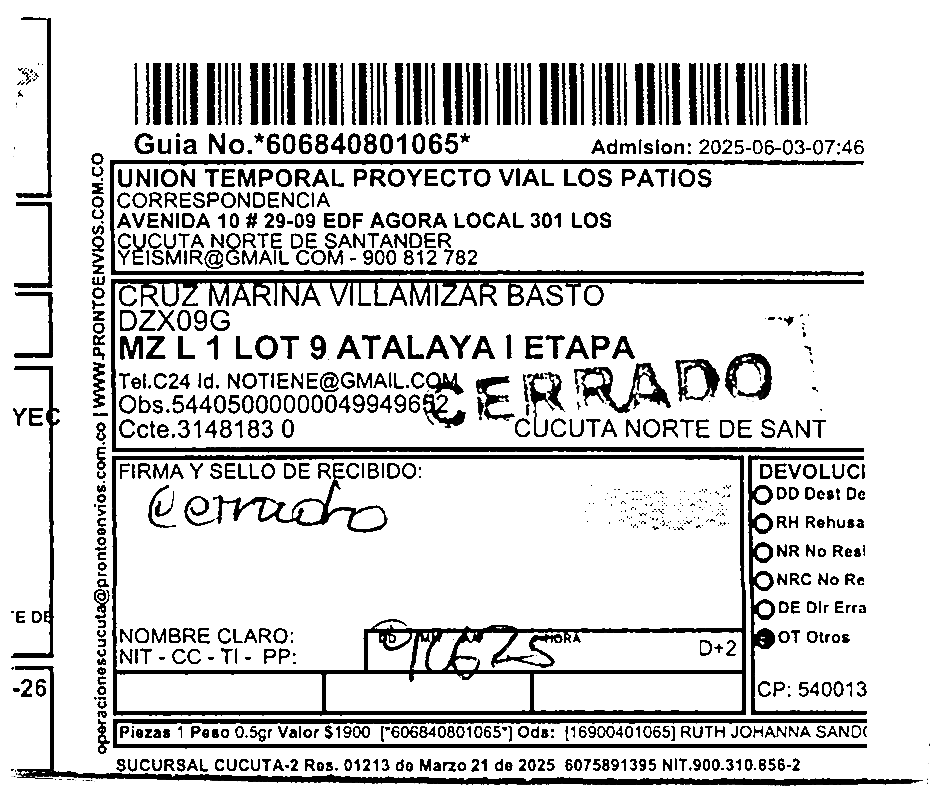 Guia No.*606840801065*
Admision: 2025-06-03-07:46
operacionescucuta@prontoenvios.com.co | WWW.PRONTOENVIOS.COM.CO
UNION TEMPORAL PROYECTO VIAL LOS PATIOS
CORRESPONDENCIA
AVENIDA 10 # 29-09 EDF AGORA LOCAL 301 LOS
CUCUTA NORTE DE SANTANDER
YEISMIR@GMAIL COM - 900 812 782
CRUZ MARINA VILLAMIZAR BASTO
DZX09G
MZ L 1 LOT 9 ATALAYA I ETAPA
Tel.C24 Id. NOTIENE@GMAIL.COM
CERRADO
Obs.54405000000049949652
Ccte.3148183 0
CUCUTA NORTE DE SANT
YEC
FIRMA Y SELLO DE RECIBIDO:
Cerrado
DEVOLUCI
DD Dest De
RH Rehusa
NR No Resi
NRC No Re
DE Dir Erra
OT Otros
E DE
NOMBRE CLARO:
NIT - CC - TI - PP:
DD
HORA
D+2
-26
CP: 540013
Piezas 1 Peso 0.5gr Valor $1900 [*606840801065*] Ods: [16900401065] RUTH JOHANNA SANDO
SUCURSAL CUCUTA-2 Res. 01213 de Marzo 21 de 2025 6075891395 NIT.900.310.856-2